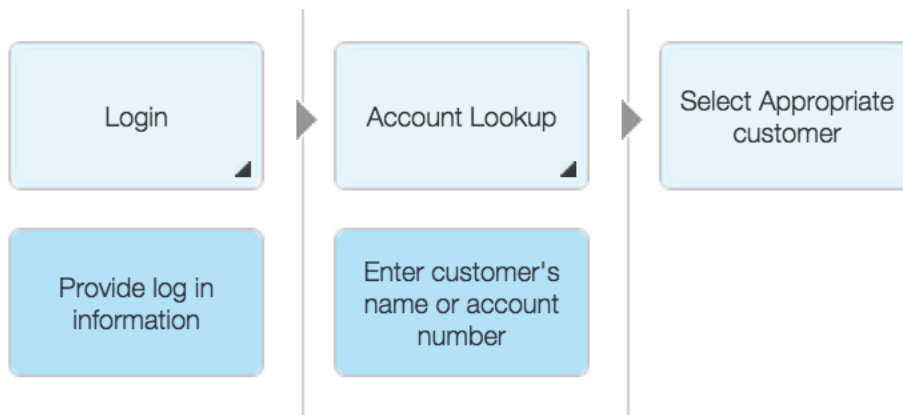 Login
Account Lookup
Select Appropriate
customer
Provide log in
information
Enter customer's
name or account
number